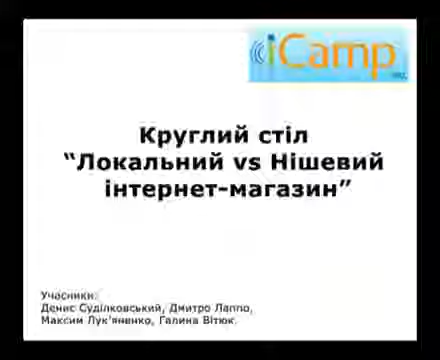 iCamp
Круглий стіл
“Локальний vs Нішевий
інтернет-магазин”
Учасники:
Денис Суділковський, Дмитро Лаппо,
Максим Лук'яненко, Галина Вітюк.